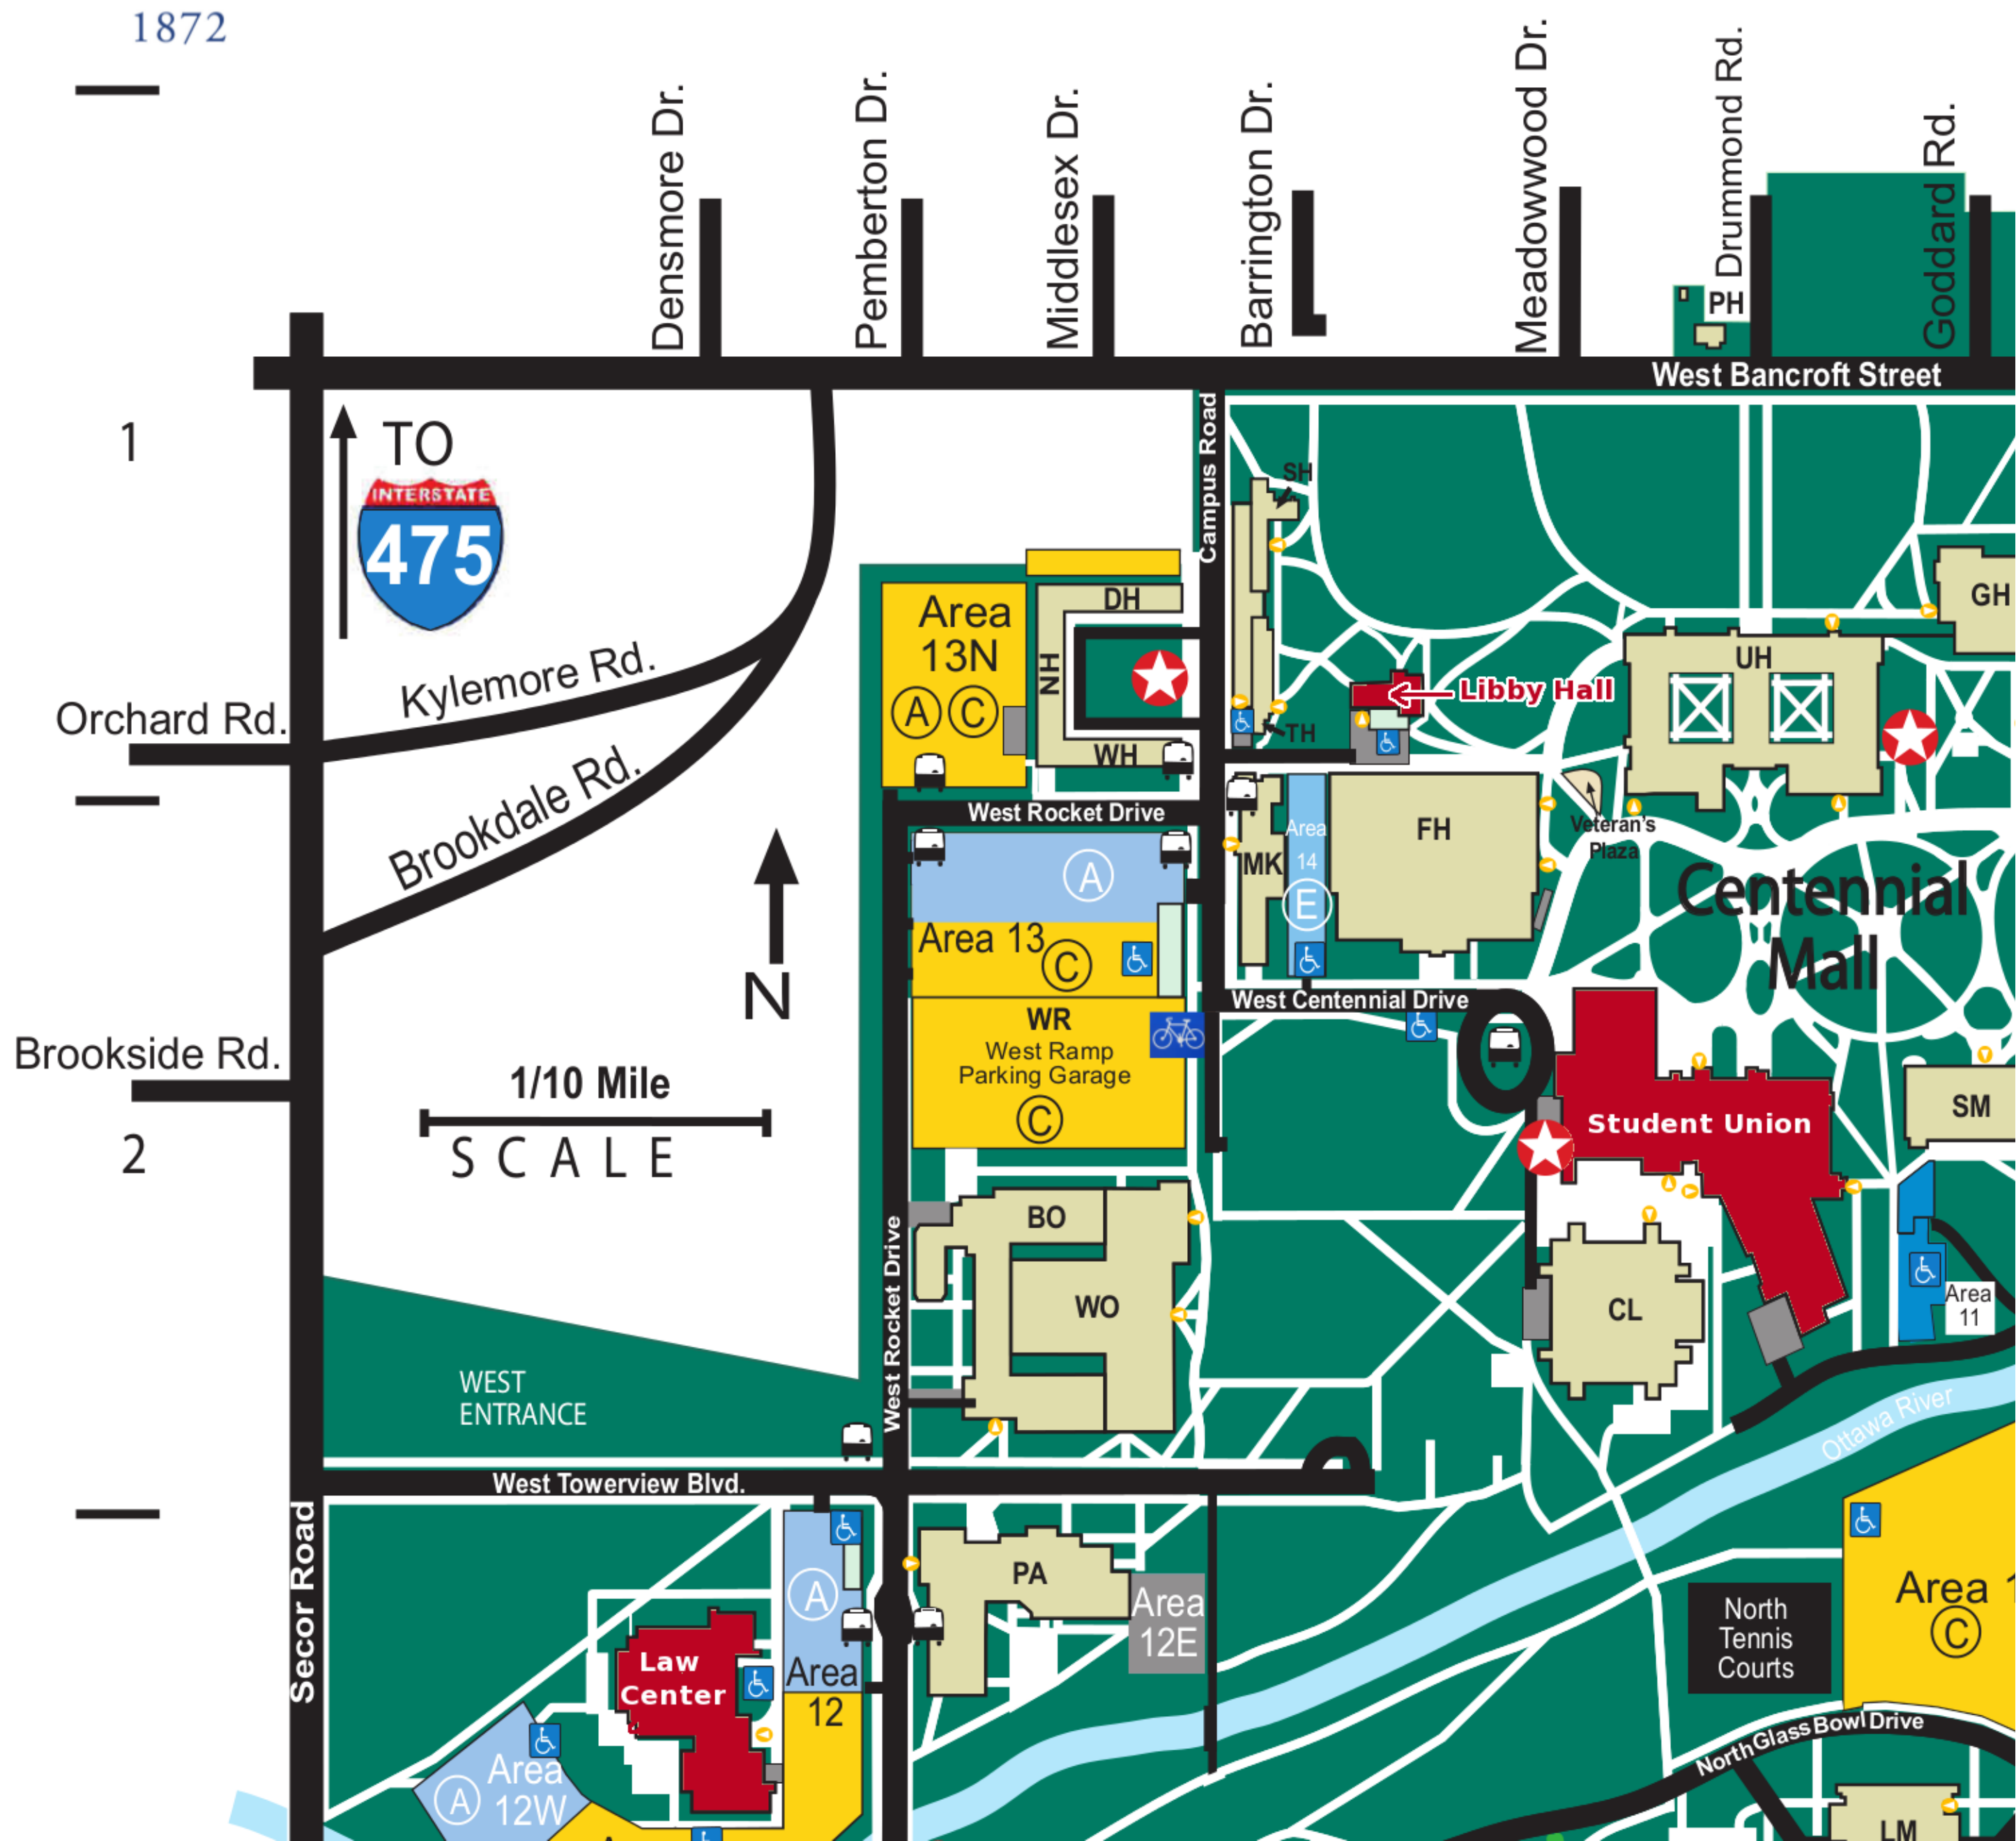 1872
Densmore Dr.
Pemberton Dr.
Middlesex Dr.
Barrington Dr.
Meadowwood Dr.
Drummond Rd.
Goddard Rd.
PH
West Bancroft Street
1
TO
INTERSTATE
475
Campus Road
SH
GH
Area
13N
A C
DH
NH
WH
UH
Libby Hall
TH
Kylemore Rd.
Orchard Rd.
Brookdale Rd.
West Rocket Drive
A
Area 13
C
MK
Area
14
E
FH
Veteran's
Plaza
Centennial
Mall
N
West Centennial Drive
WR
West Ramp
Parking Garage
C
Brookside Rd.
1/10 Mile
SCALE
2
Student Union
SM
BO
WO
CL
Area
11
West Rocket Drive
WEST
ENTRANCE
Ottawa River
West Towerview Blvd.
Secor Road
A
Area
12
PA
Area
12E
Law
Center
North
Tennis
Courts
Area 1
C
North Glass Bowl Drive
A
Area
12W
LM